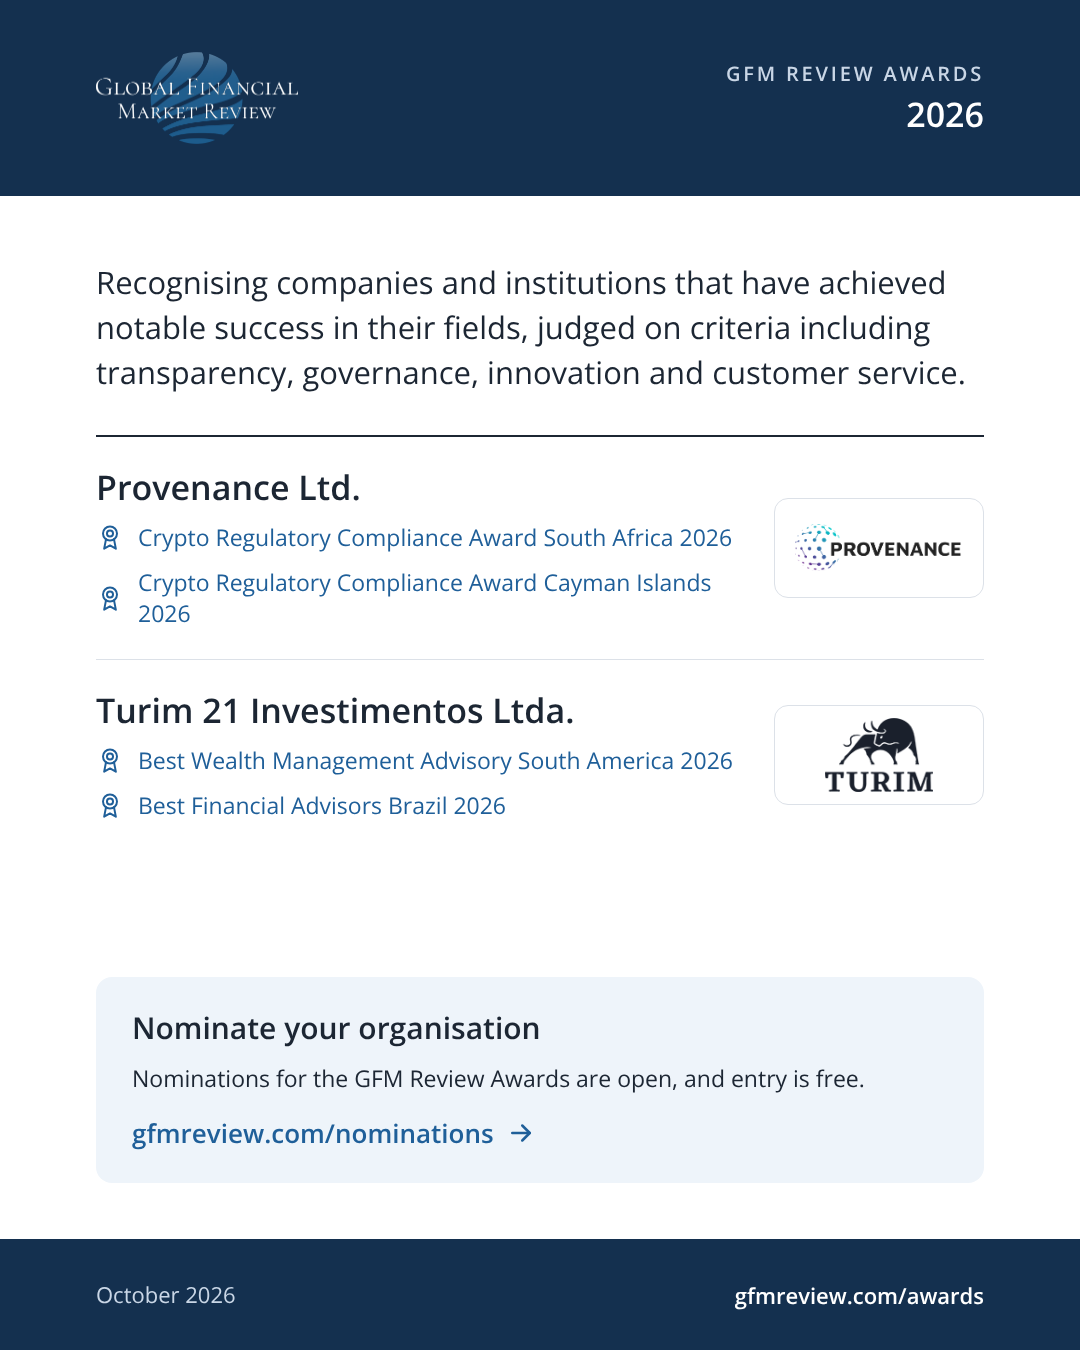 GLOBAL FINANCIAL
MARKET REVIEW
GFM REVIEW AWARDS
2026
Recognising companies and institutions that have achieved
notable success in their fields, judged on criteria including
transparency, governance, innovation and customer service.
Provenance Ltd.
Crypto Regulatory Compliance Award South Africa 2026
Crypto Regulatory Compliance Award Cayman Islands
2026
PROVENANCE
Turim 21 Investimentos Ltda.
Best Wealth Management Advisory South America 2026
Best Financial Advisors Brazil 2026
TURIM
Nominate your organisation
Nominations for the GFM Review Awards are open, and entry is free.
gfmreview.com/nominations →
October 2026
gfmreview.com/awards